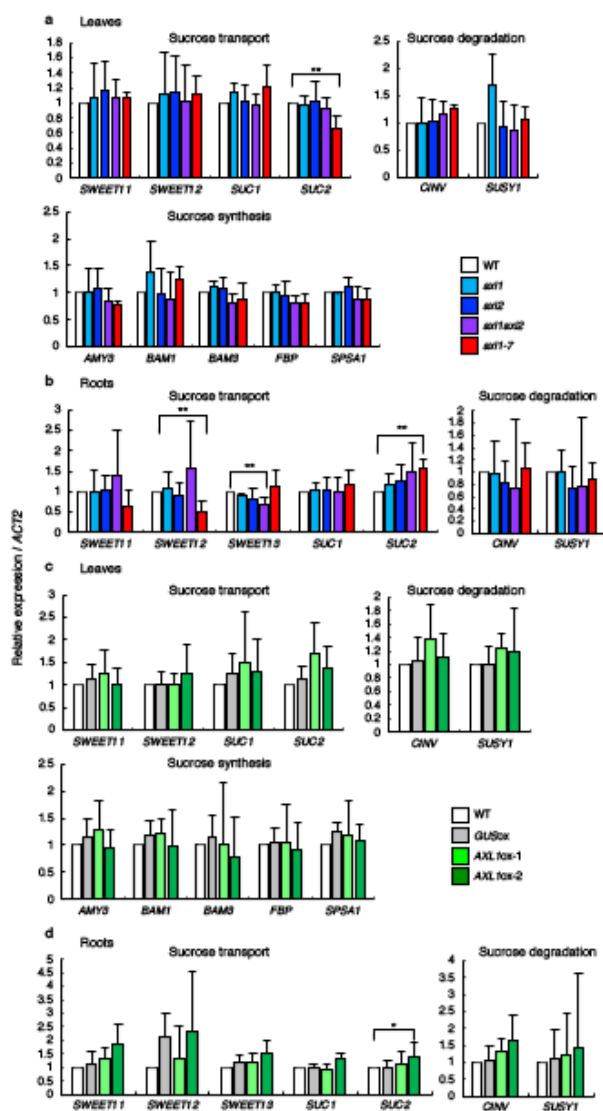 a Leaves
Sucrose transport
1.8
1.6
1.4
1.2
1
0.8
0.6
0.4
0.2
0
**
SWEET11 SWEET12 SUC1 SUC2
Sucrose degradation
2.5
2
1.5
1
0.5
0
CINV SUSY1
Sucrose synthesis
2.5
2
1.5
1
0.5
0
AMY3 BAM1 BAM3 FBP SPSA1
WT
axl1
axl2
axl1axl2
axl1-7
b Roots
Sucrose transport
3
2.5
2
1.5
1
0.5
0
** ** **
SWEET11 SWEET12 SWEET13 SUC1 SUC2
Sucrose degradation
2
1.8
1.6
1.4
1.2
1
0.8
0.6
0.4
0.2
0
CINV SUSY1
Relative expression / ACT2
c Leaves
Sucrose transport
3
2.5
2
1.5
1
0.5
0
SWEET11 SWEET12 SUC1 SUC2
Sucrose degradation
2
1.8
1.6
1.4
1.2
1
0.8
0.6
0.4
0.2
0
CINV SUSY1
Sucrose synthesis
2.5
2
1.5
1
0.5
0
AMY3 BAM1 BAM3 FBP SPSA1
WT
GUSox
AXL1ox-1
AXL1ox-2
d Roots
Sucrose transport
5
4.5
4
3.5
3
2.5
2
1.5
1
0.5
0
*
SWEET11 SWEET12 SWEET13 SUC1 SUC2
Sucrose degradation
4
3.5
3
2.5
2
1.5
1
0.5
0
CINV SUSY1